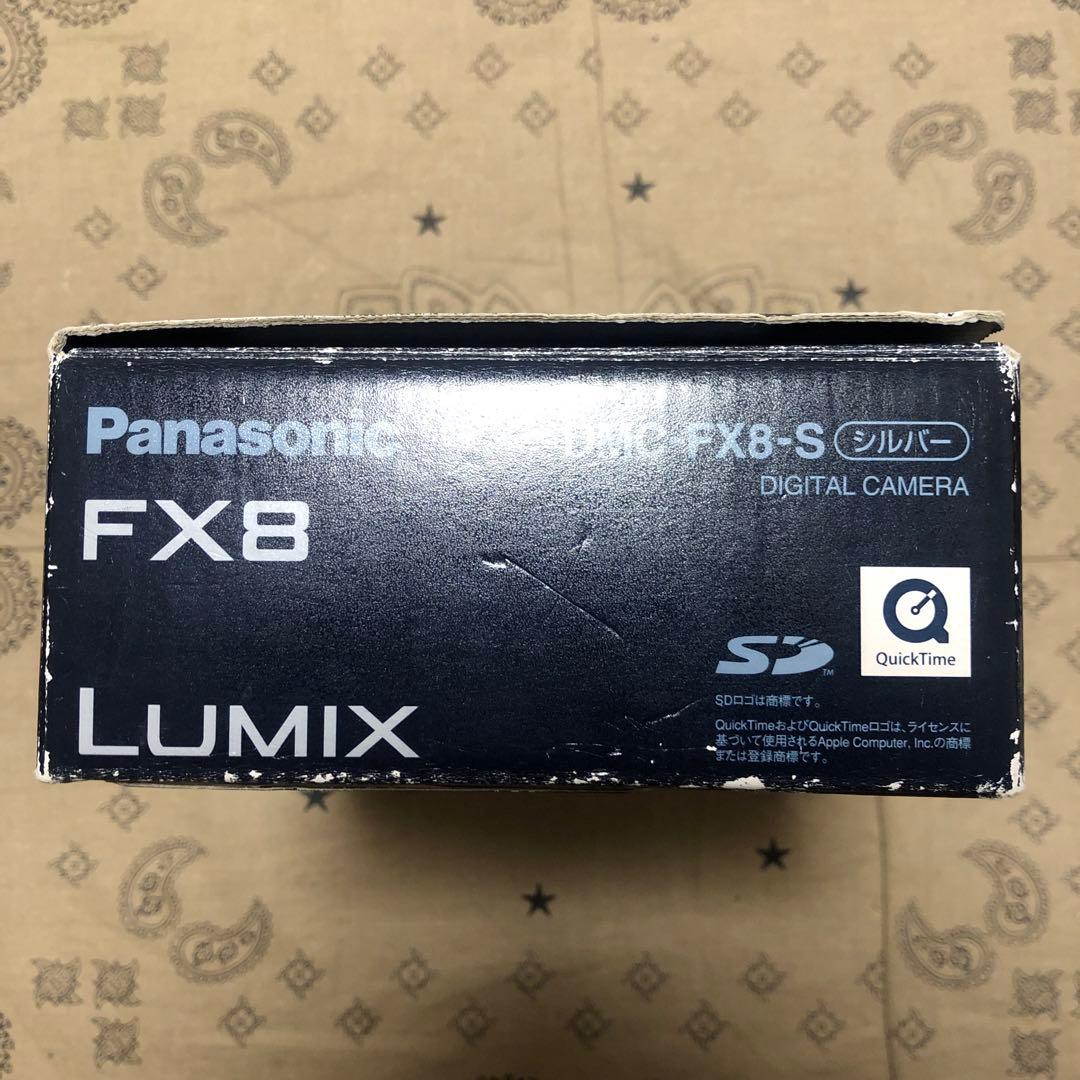 Panasonic
DMC-FX8-S シルバー
DIGITAL CAMERA
FX8
LUMIX
SD™
QuickTime
SDロゴは商標です。
QuickTimeおよびQuickTimeロゴは、ライセンスに
基づいて使用されるApple Computer, Inc.の商標
または登録商標です。